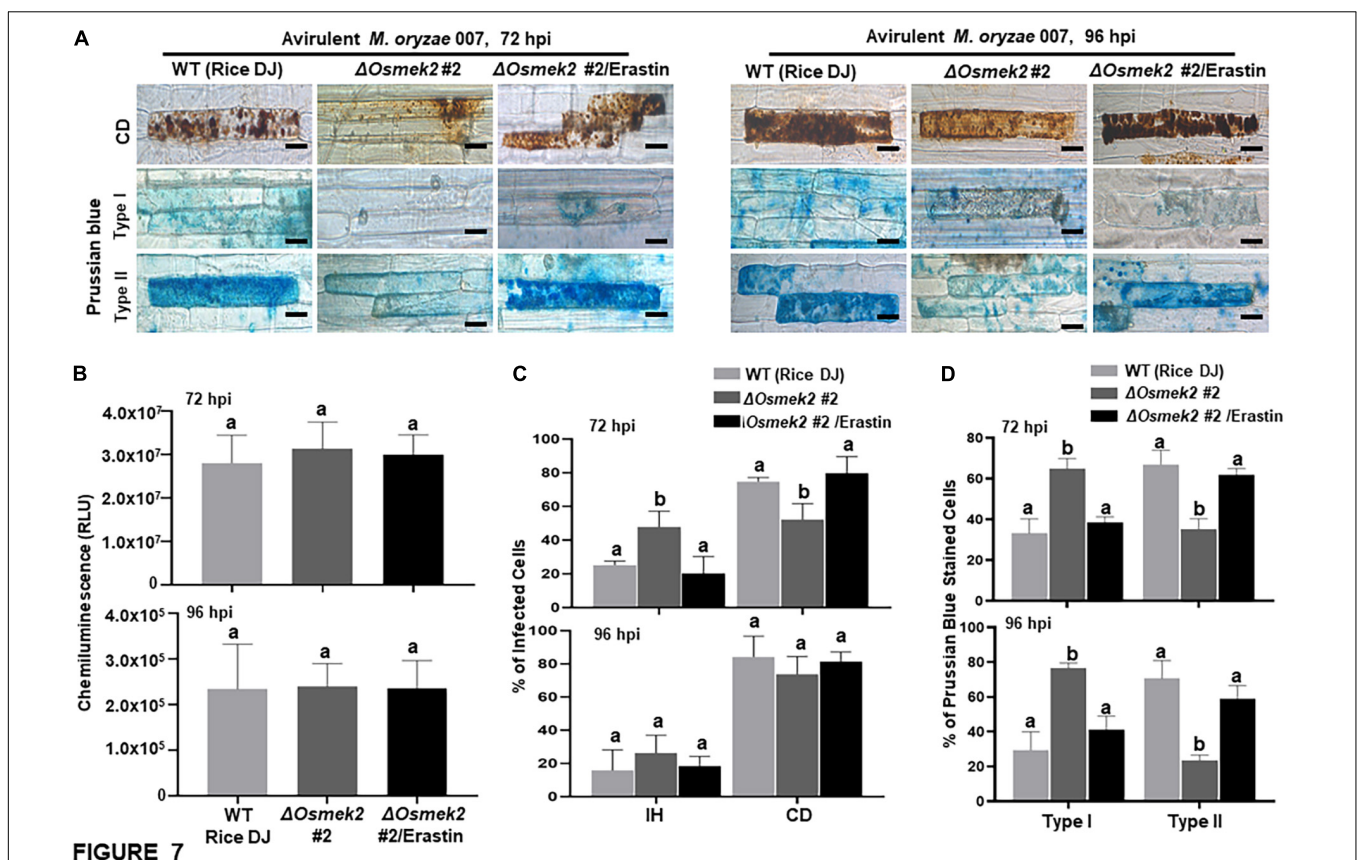 A
Avirulent M. oryzae 007, 72 hpi
WT (Rice DJ) ΔOsmek2 #2 ΔOsmek2 #2/Erastin
CD
Prussian blue
Type I
Type II
Avirulent M. oryzae 007, 96 hpi
WT (Rice DJ) ΔOsmek2 #2 ΔOsmek2 #2/Erastin
B
72 hpi
Chemiluminescence (RLU)
4.0x10⁷
3.0x10⁷
2.0x10⁷
1.0x10⁷
0
a a a
96 hpi
4.0x10⁵
3.0x10⁵
2.0x10⁵
1.0x10⁵
0
a a a
WT Rice DJ
ΔOsmek2 #2
ΔOsmek2 #2/Erastin
C
WT (Rice DJ)
ΔOsmek2 #2
Osmek2 #2 /Erastin
72 hpi
% of Infected Cells
100
80
60
40
20
0
a b a a b a
96 hpi
100
80
60
40
20
0
a a a a a a
IH CD
D
WT (Rice DJ)
ΔOsmek2 #2
ΔOsmek2 #2/Erastin
72 hpi
% of Prussian Blue Stained Cells
80
60
40
20
0
a b a a b a
96 hpi
100
80
60
40
20
0
a b a a b a
Type I Type II
FIGURE 7